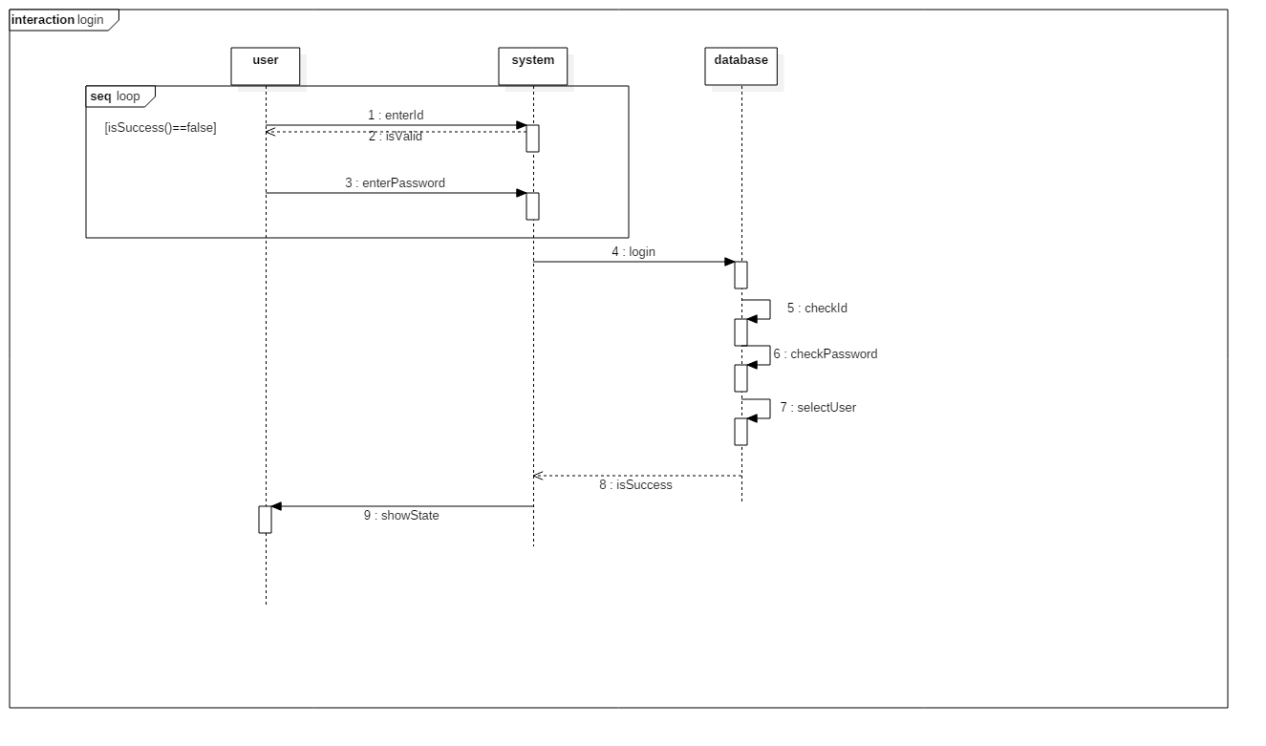 interaction login
user
system
database
seq loop
[isSuccess()==false]
1 : enterId
2 : isValid
3 : enterPassword
4 : login
5 : checkId
6 : checkPassword
7 : selectUser
8 : isSuccess
9 : showState